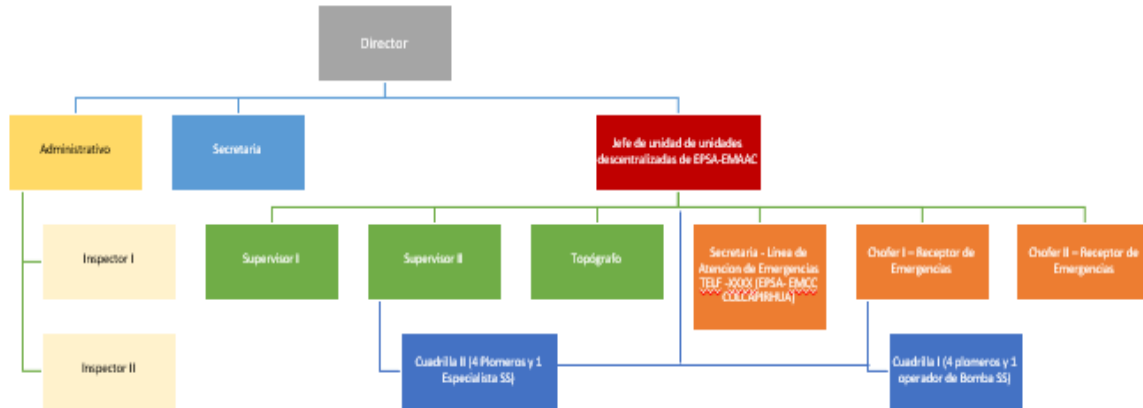 Director
Administrativo
Secretaria
Jefe de unidad de unidades
descentralizadas de EPSA-EMAAC
Inspector I
Supervisor I
Supervisor II
Topógrafo
Secretaria - Línea de
Atencion de Emergencias
TELF -XXXX (EPSA- EMCC
COLCAPIRHUA)
Chofer I – Receptor de
Emergencias
Chofer II – Receptor de
Emergencias
Inspector II
Cuadrilla II (4 Plomeros y 1
Especialista SS)
Cuadrilla I (4 plomeros y 1
operador de Bomba SS)